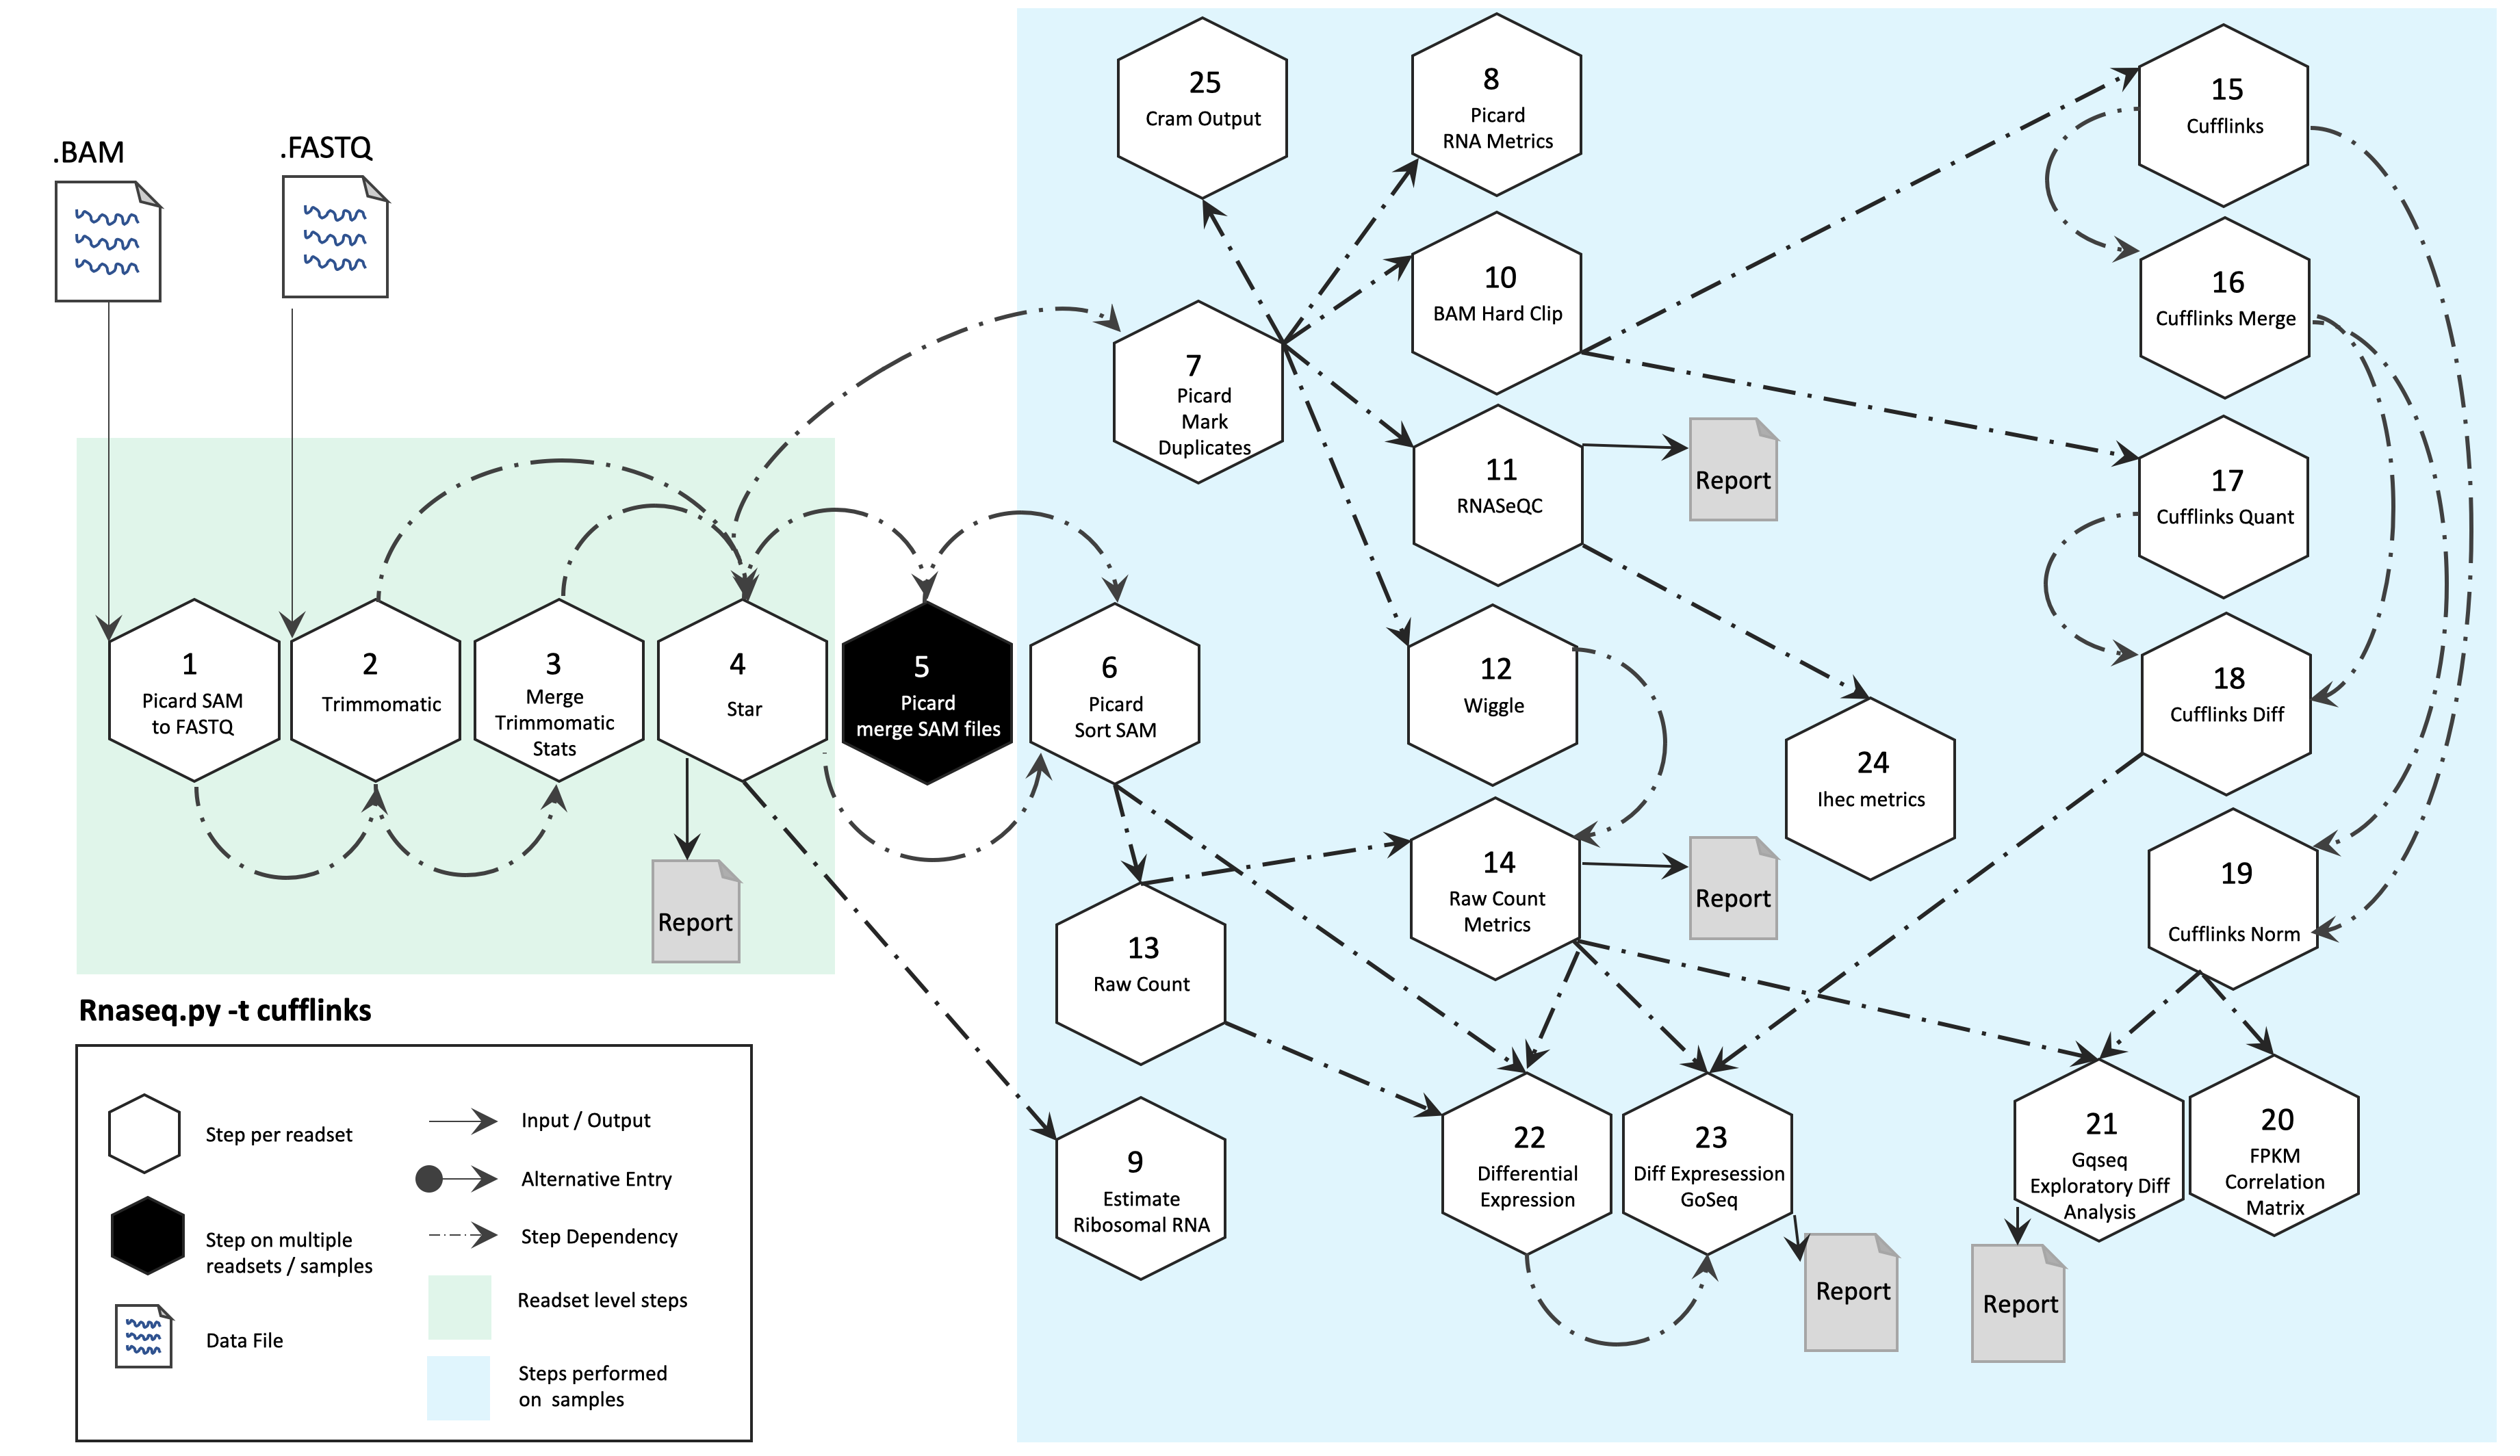 .BAM
.FASTQ
1
Picard SAM
to FASTQ
2
Trimmomatic
3
Merge
Trimmomatic
Stats
4
Star
Report
5
Picard
merge SAM files
6
Picard
Sort SAM
7
Picard
Mark
Duplicates
25
Cram Output
8
Picard
RNA Metrics
10
BAM Hard Clip
11
RNASeQC
Report
12
Wiggle
24
Ihec metrics
13
Raw Count
14
Raw Count
Metrics
Report
9
Estimate
Ribosomal RNA
15
Cufflinks
16
Cufflinks Merge
17
Cufflinks Quant
18
Cufflinks Diff
19
Cufflinks Norm
22
Differential
Expression
23
Diff Expresession
GoSeq
Report
21
Gqseq
Exploratory Diff
Analysis
Report
20
FPKM
Correlation
Matrix
Rnaseq.py -t cufflinks
Step per readset
Step on multiple
readsets / samples
Data File
Input / Output
Alternative Entry
Step Dependency
Readset level steps
Steps performed
on samples